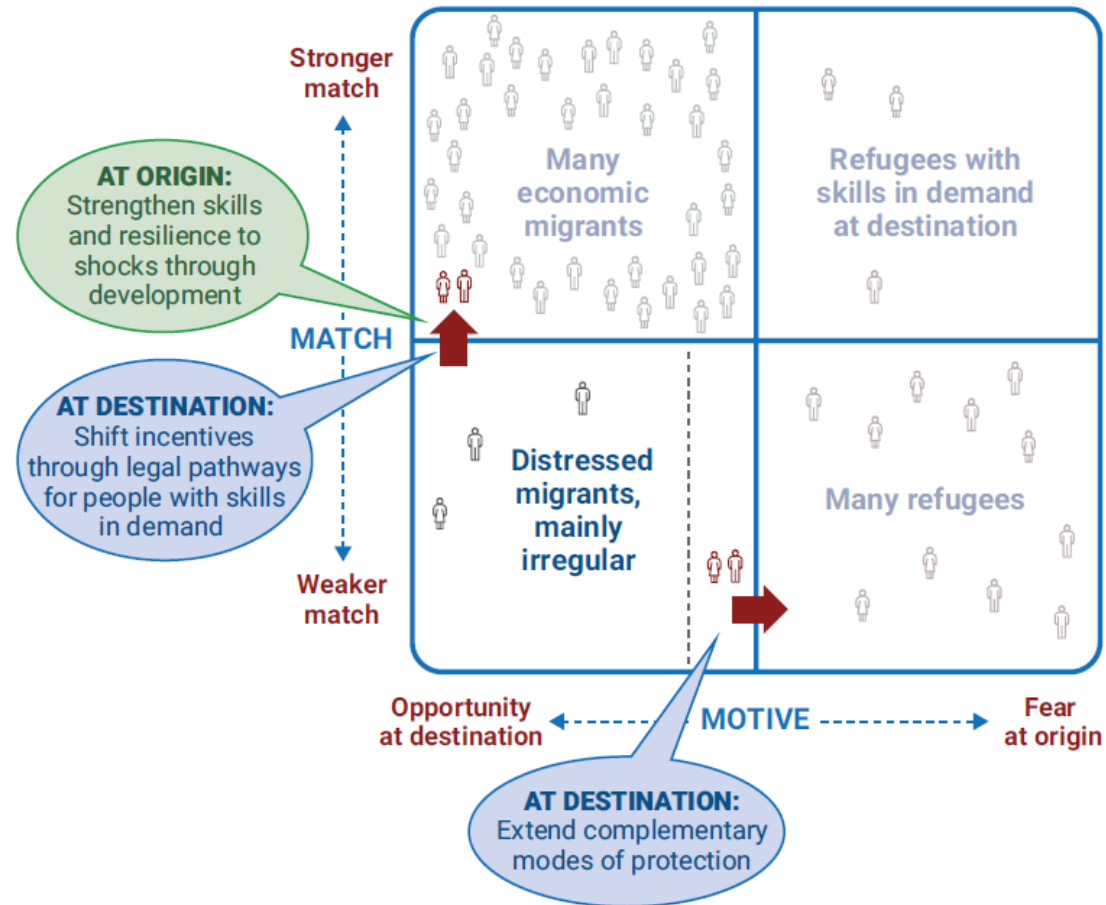 Stronger
match
AT ORIGIN:
Strengthen skills
and resilience to
shocks through
development
MATCH
AT DESTINATION:
Shift incentives
through legal pathways
for people with skills
in demand
Weaker
match
Many
economic
migrants
Refugees with
skills in demand
at destination
Distressed
migrants,
mainly
irregular
Many refugees
Opportunity
at destination
MOTIVE
Fear
at origin
AT DESTINATION:
Extend complementary
modes of protection